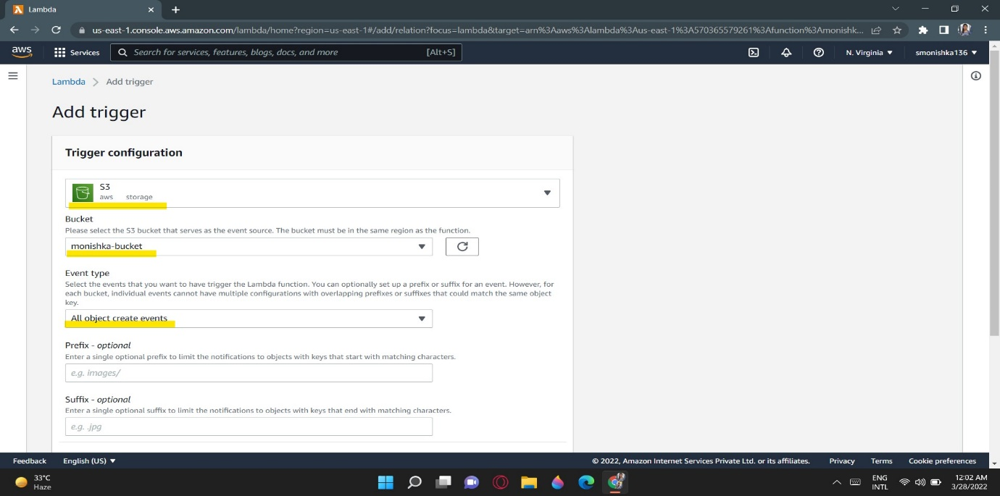 Lambda
us-east-1.console.aws.amazon.com/lambda/home?region=us-east-1#/add/relation?focus=lambda&target=arn%3Aaws%3Alambda%3Aus-east-1%3A570365579261%3Afunction%3Amonishk...
aws Services Search for services, features, blogs, docs, and more [Alt+S] N. Virginia smonishka136
Lambda > Add trigger
Add trigger
Trigger configuration
S3
aws storage
Bucket
Please select the S3 bucket that serves as the event source. The bucket must be in the same region as the function.
monishka-bucket
Event type
Select the events that you want to have trigger the Lambda function. You can optionally set up a prefix or suffix for an event. However, for
each bucket, individual events cannot have multiple configurations with overlapping prefixes or suffixes that could match the same object
key.
All object create events
Prefix - optional
Enter a single optional prefix to limit the notifications to objects with keys that start with matching characters.
e.g. images/
Suffix - optional
Enter a single optional suffix to limit the notifications to objects with keys that end with matching characters.
e.g. .jpg
Feedback English (US) © 2022, Amazon Internet Services Private Ltd. or its affiliates. Privacy Terms Cookie preferences
33°C
Haze
ENG
INTL
12:02 AM
3/28/2022